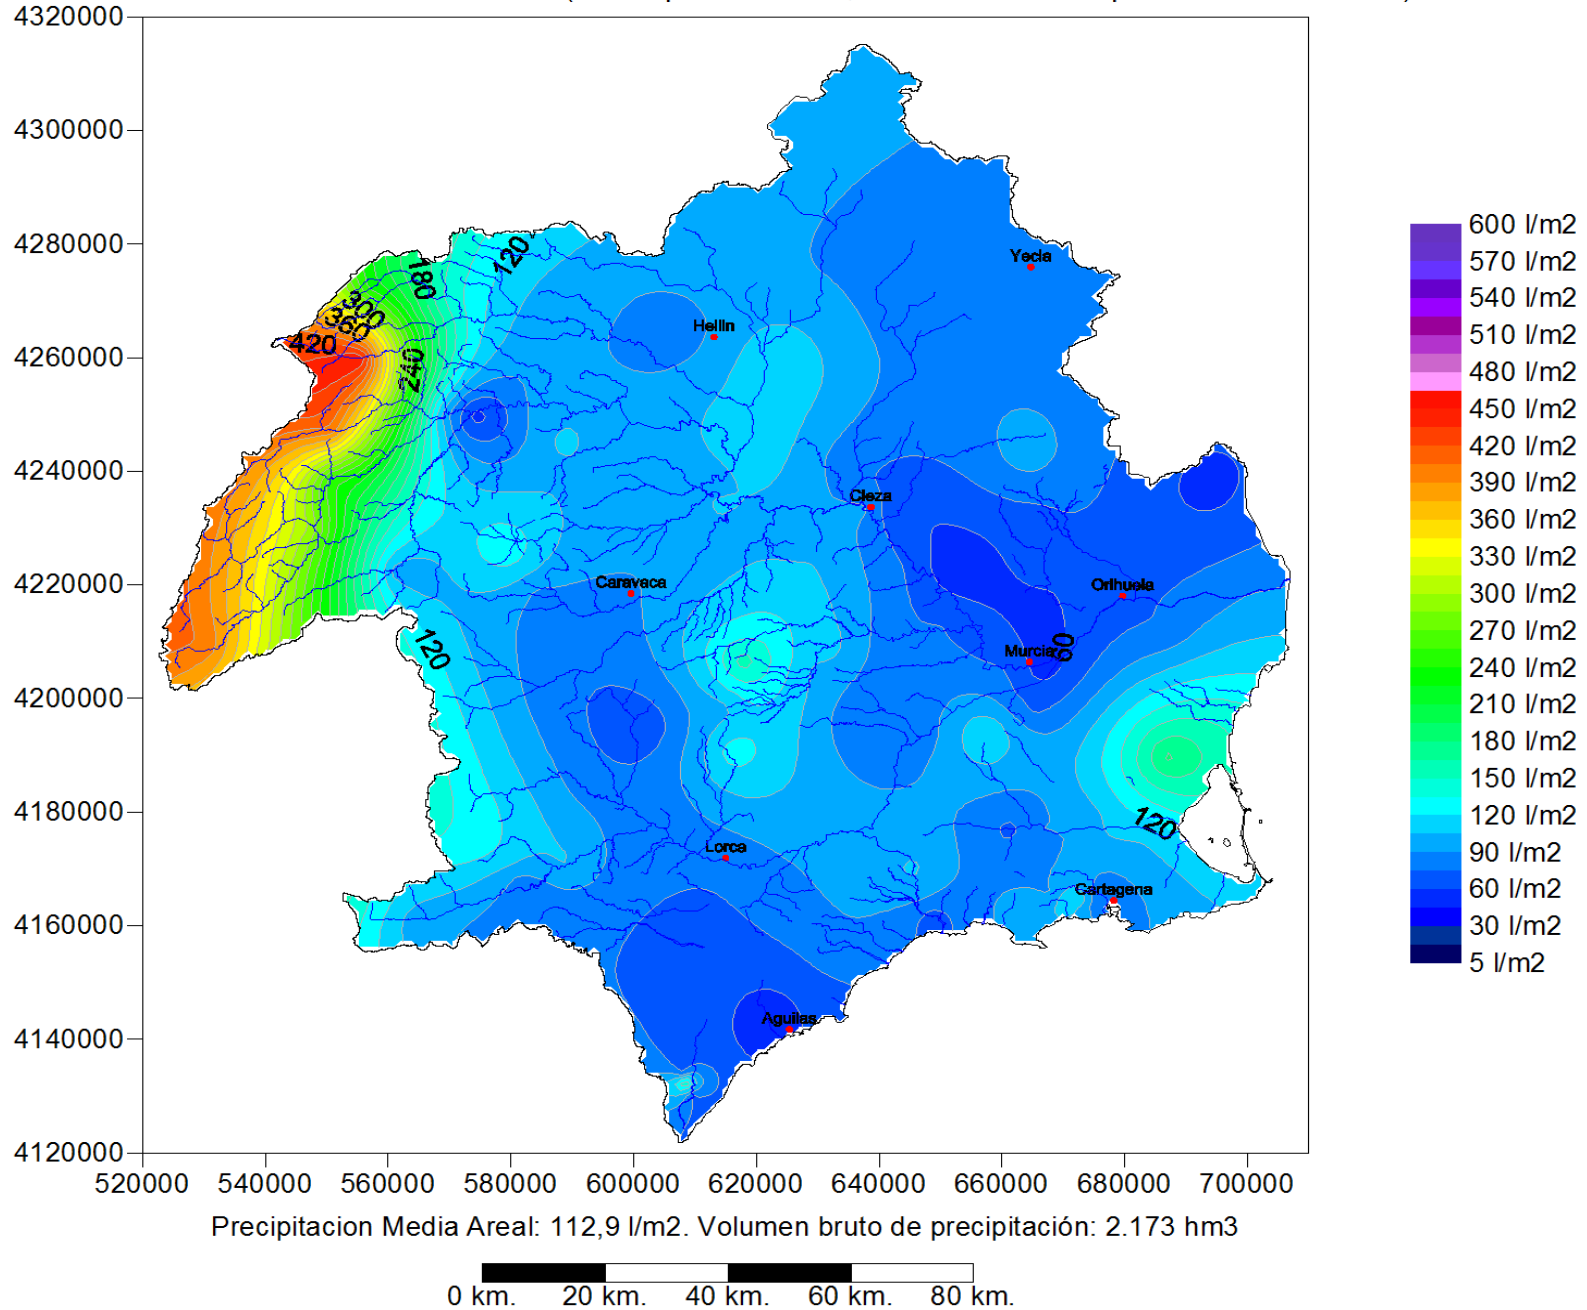 4320000
4300000
4280000
4260000
4240000
4220000
4200000
4180000
4160000
4140000
4120000
520000
540000
560000
580000
600000
620000
640000
660000
680000
700000
120
180
300
360
420
240
120
60
120
Yecla
Hellin
Cieza
Caravaca
Orihuela
Murcia
Lorca
Cartagena
Aguilas
600 l/m2
570 l/m2
540 l/m2
510 l/m2
480 l/m2
450 l/m2
420 l/m2
390 l/m2
360 l/m2
330 l/m2
300 l/m2
270 l/m2
240 l/m2
210 l/m2
180 l/m2
150 l/m2
120 l/m2
90 l/m2
60 l/m2
30 l/m2
5 l/m2
Precipitacion Media Areal: 112,9 l/m2. Volumen bruto de precipitación: 2.173 hm3
0 km.
20 km.
40 km.
60 km.
80 km.